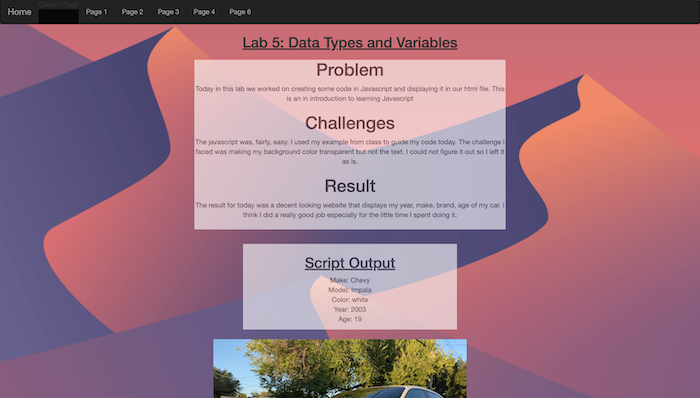 Home Current Page Page 1 Page 2 Page 3 Page 4 Page 6
Lab 5: Data Types and Variables
Problem
Today in this lab we worked on creating some code in Javascript and displaying it in our html file. This
is an in introduction to learning Javascript
Challenges
The javascript was, fairly, easy. I used my example from class to guide my code today. The challenge I
faced was making my background color transparent but not the text. I could not figure it out so I left it
as is.
Result
The result for today was a decent looking website that displays my year, make, brand, age of my car. I
think I did a really good job especially for the little time I spent doing it.
Script Output
Make: Chevy
Model: Impala
Color: white
Year: 2003
Age: 19